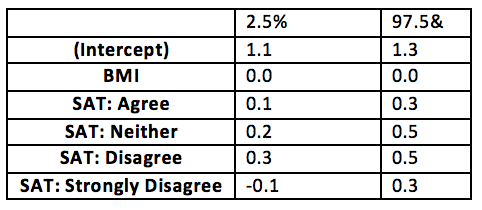 2.5% 97.5&
(Intercept) 1.1 1.3
BMI 0.0 0.0
SAT: Agree 0.1 0.3
SAT: Neither 0.2 0.5
SAT: Disagree 0.3 0.5
SAT: Strongly Disagree -0.1 0.3